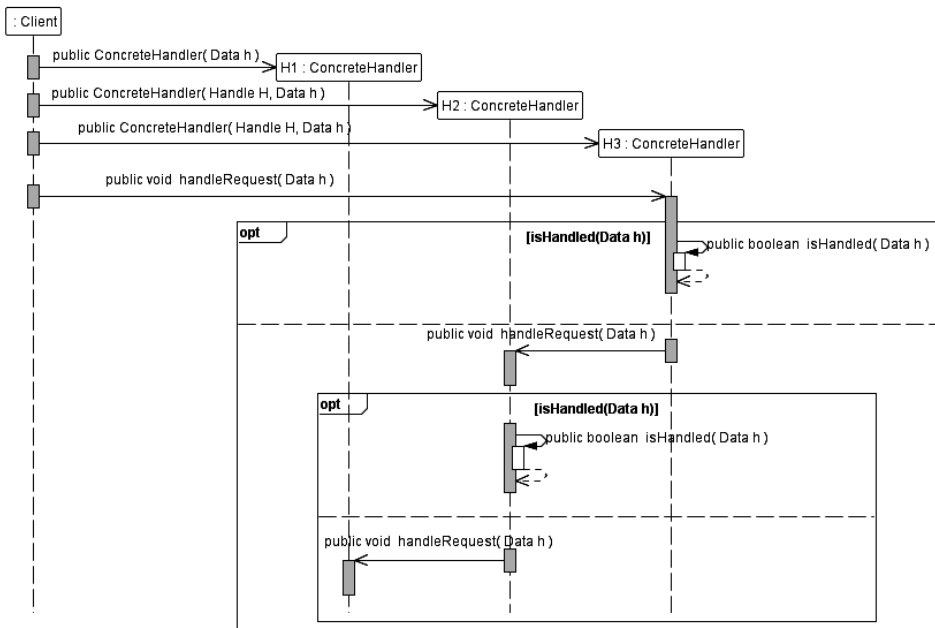 : Client
public ConcreteHandler( Data h )
H1 : ConcreteHandler
public ConcreteHandler( Handle H, Data h )
H2 : ConcreteHandler
public ConcreteHandler( Handle H, Data h )
H3 : ConcreteHandler
public void handleRequest( Data h )
opt
[isHandled(Data h)]
public boolean isHandled( Data h )
public void handleRequest( Data h )
opt
[isHandled(Data h)]
public boolean isHandled( Data h )
public void handleRequest( Data h )